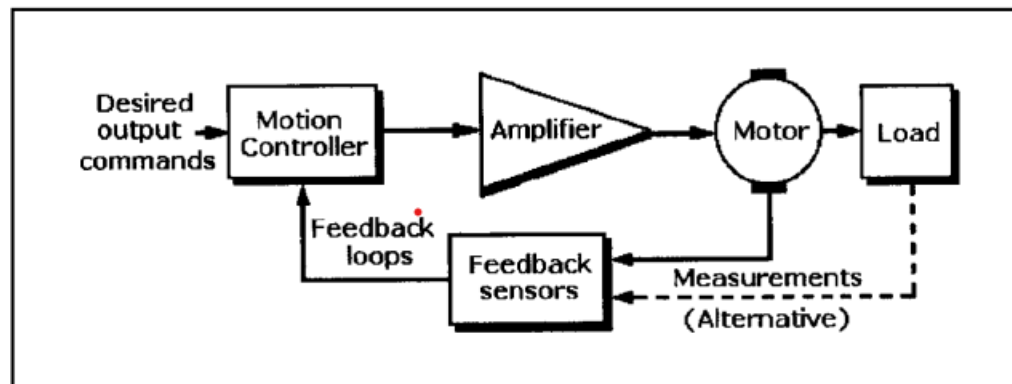 Desired
output
commands
Motion
Controller
Amplifier
Motor
Load
Feedback
loops
Feedback
sensors
Measurements
(Alternative)